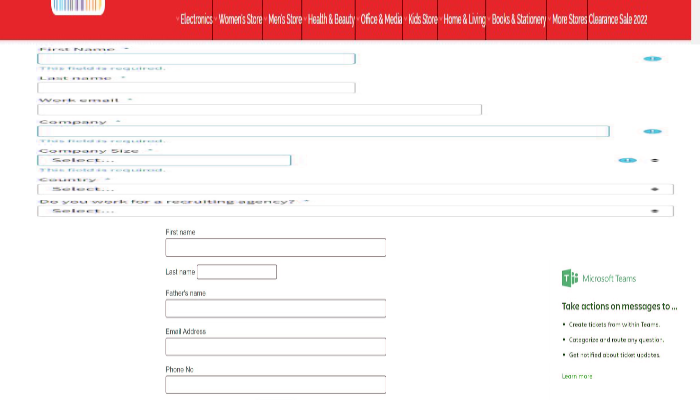 Electronics Women's Store Men's Store Health & Beauty Office & Media Kids Store Home & Living Books & Stationery More Stores Clearance Sale 2022
First Name *
This field is required.
Last name *
Work email *
Company *
This field is required.
Company Size *
Select...
This field is required.
Country *
Select...
Do you work for a recruiting agency? *
Select...
First name
Last name
Father's name
Email Address
Phone No
Microsoft Teams
Take actions on messages to ...
• Create tickets from within Teams.
• Categorize and route any question.
• Get notified about ticket updates.
Learn more